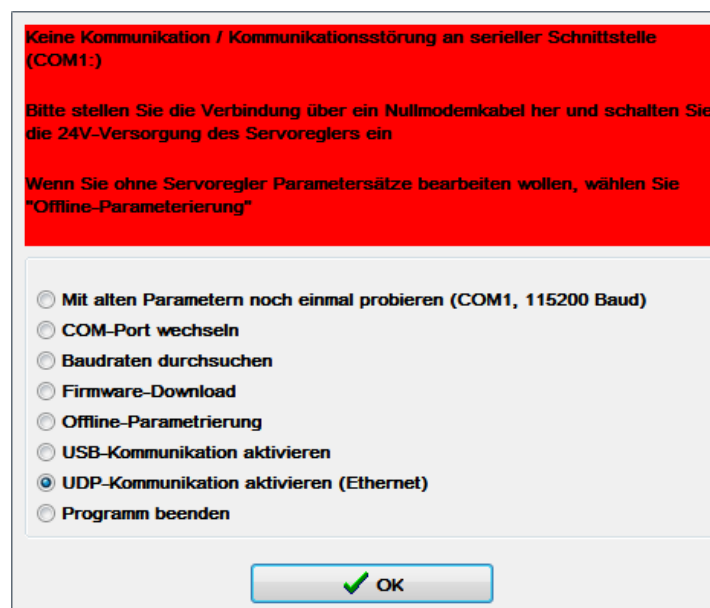 Keine Kommunikation / Kommunikationsstörung an serieller Schnittstelle
(COM1:)
Bitte stellen Sie die Verbindung über ein Nullmodemkabel her und schalten Sie
die 24V-Versorgung des Servoreglers ein
Wenn Sie ohne Servoregler Parametersätze bearbeiten wollen, wählen Sie
"Offline-Parameterierung"
Mit alten Parametern noch einmal probieren (COM1, 115200 Baud)
COM-Port wechseln
Baudraten durchsuchen
Firmware-Download
Offline-Parametrierung
USB-Kommunikation aktivieren
UDP-Kommunikation aktivieren (Ethernet)
Programm beenden
OK